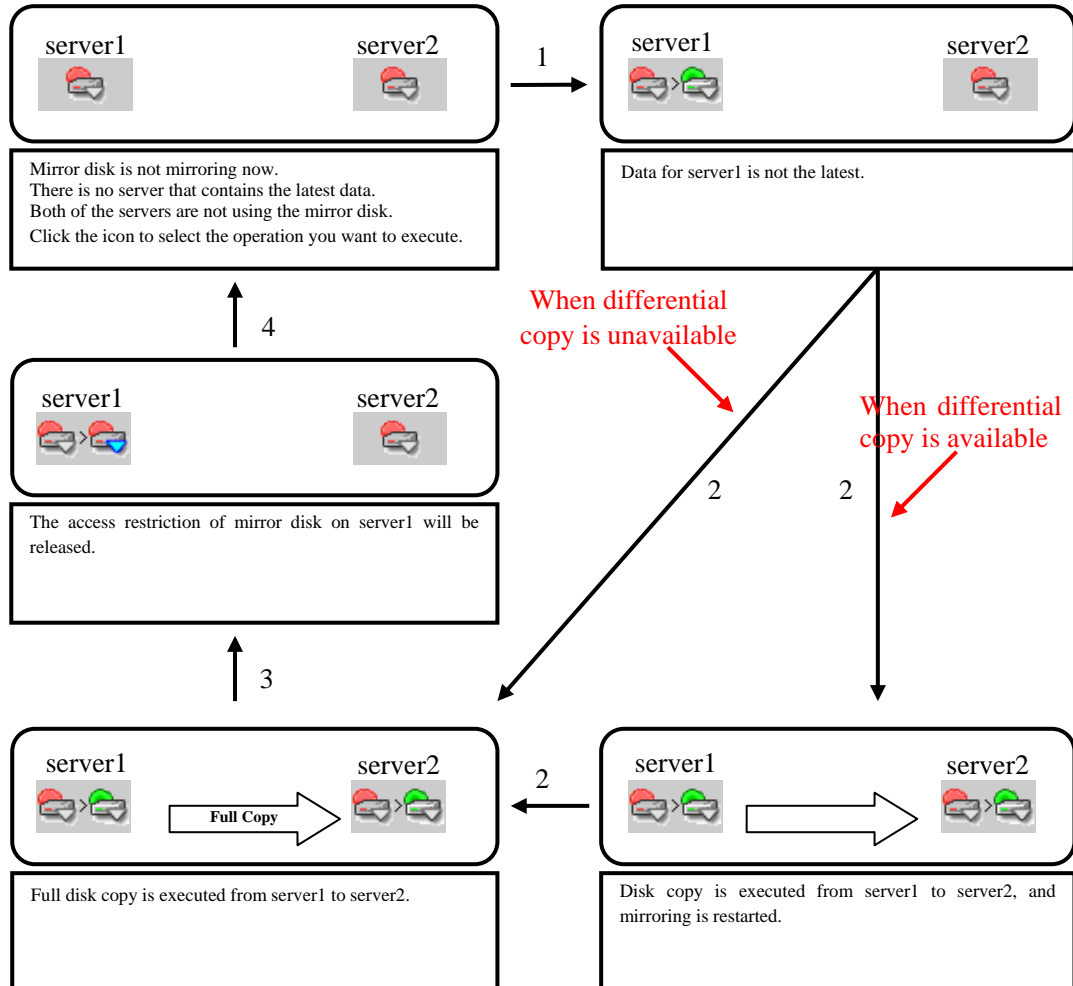 server1
server2
Mirror disk is not mirroring now.
There is no server that contains the latest data.
Both of the servers are not using the mirror disk.
Click the icon to select the operation you want to execute.
1
server1
server2
Data for server1 is not the latest.
4
When differential
copy is unavailable
server1
server2
The access restriction of mirror disk on server1 will be
released.
When differential
copy is available
2
2
3
server1
server2
Full Copy
Full disk copy is executed from server1 to server2.
2
server1
server2
Disk copy is executed from server1 to server2, and
mirroring is restarted.